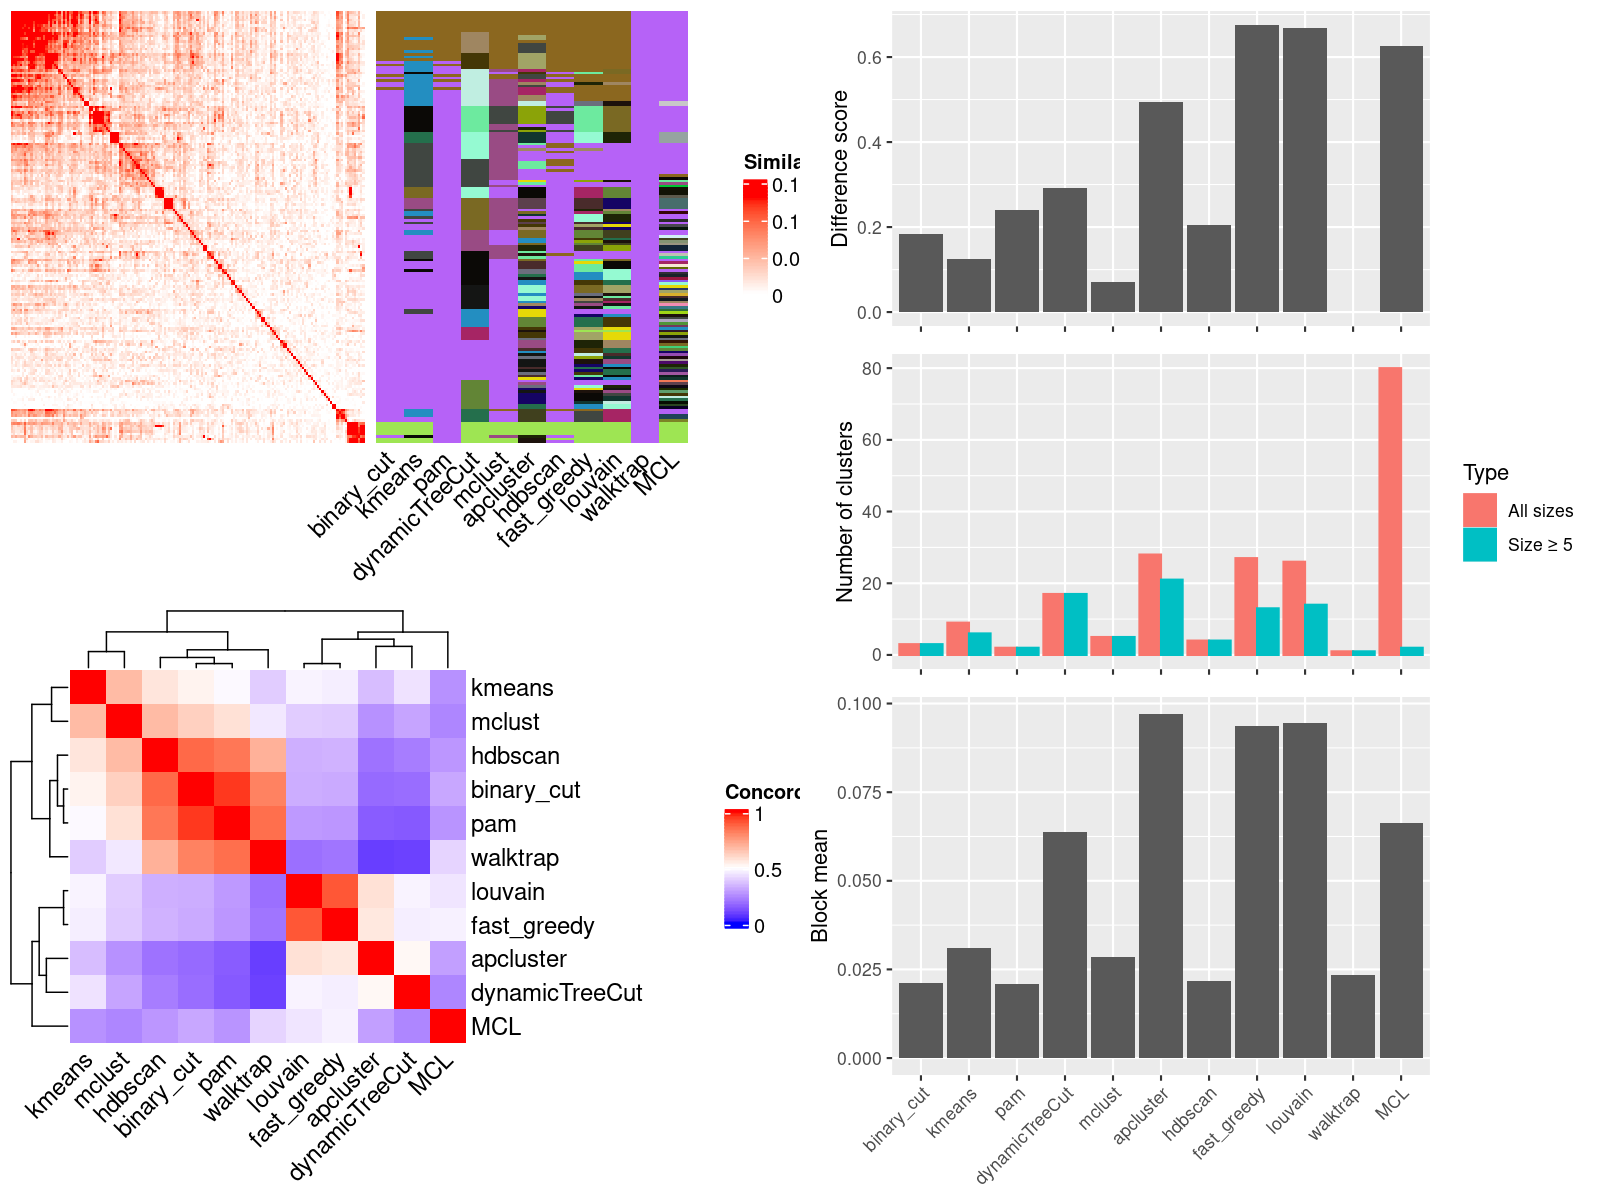 Simila
0.1
0.1
0.0
0
binary_cut
kmeans
pam
dynamicTreeCut
mclust
apcluster
hdbscan
fast_greedy
louvain
walktrap
MCL
kmeans
mclust
hdbscan
binary_cut
pam
walktrap
louvain
fast_greedy
apcluster
dynamicTreeCut
MCL
kmeans
mclust
hdbscan
binary_cut
pam
walktrap
louvain
fast_greedy
apcluster
dynamicTreeCut
MCL
Concord
1
0.5
0
Difference score
0.6
0.4
0.2
0.0
Number of clusters
80
60
40
20
0
Type
All sizes
Size ≥ 5
Block mean
0.100
0.075
0.050
0.025
0.000
binary_cut
kmeans
pam
dynamicTreeCut
mclust
apcluster
hdbscan
fast_greedy
louvain
walktrap
MCL